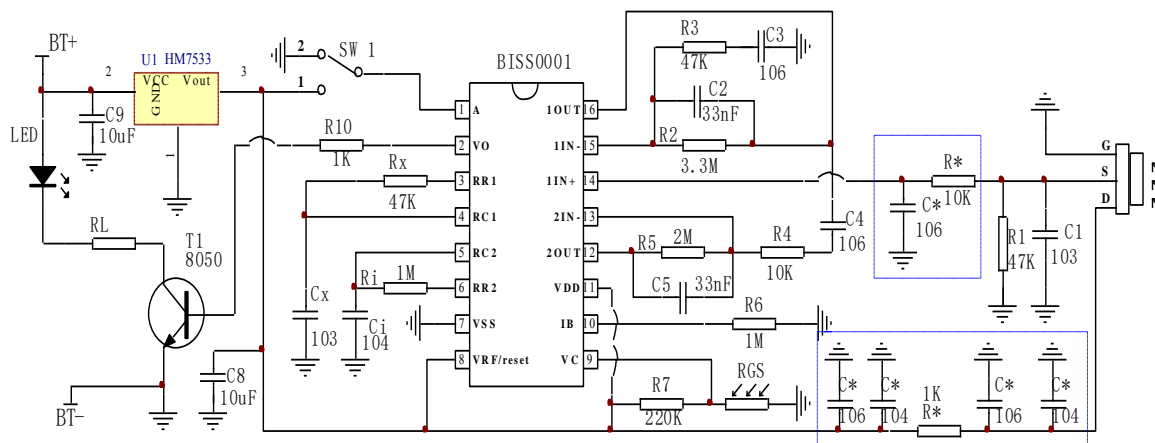 BT+
U1 HM7533
2
VCC Vout
GND
3
1
C9
10uF
LED
RL
T1
8050
BT-
C8
10uF
2
1
SW 1
R10
1K
Rx
47K
Ri
1M
Cx
103
Ci
104
BISS0001
1 A
2 VO
3 RR1
4 RC1
5 RC2
6 RR2
7 VSS
8 VRF/reset
1OUT 16
1IN- 15
1IN+ 14
2IN- 13
2OUT 12
VDD 11
IB 10
VC 9
R3
47K
C3
106
C2
33nF
R2
3.3M
C4
106
R5
2M
R4
10K
C5
33nF
R6
1M
R7
220K
RGS
R*
10K
C*
106
R1
47K
C1
103
G
S
D
C*
106
C*
104
1K
R*
C*
106
C*
104